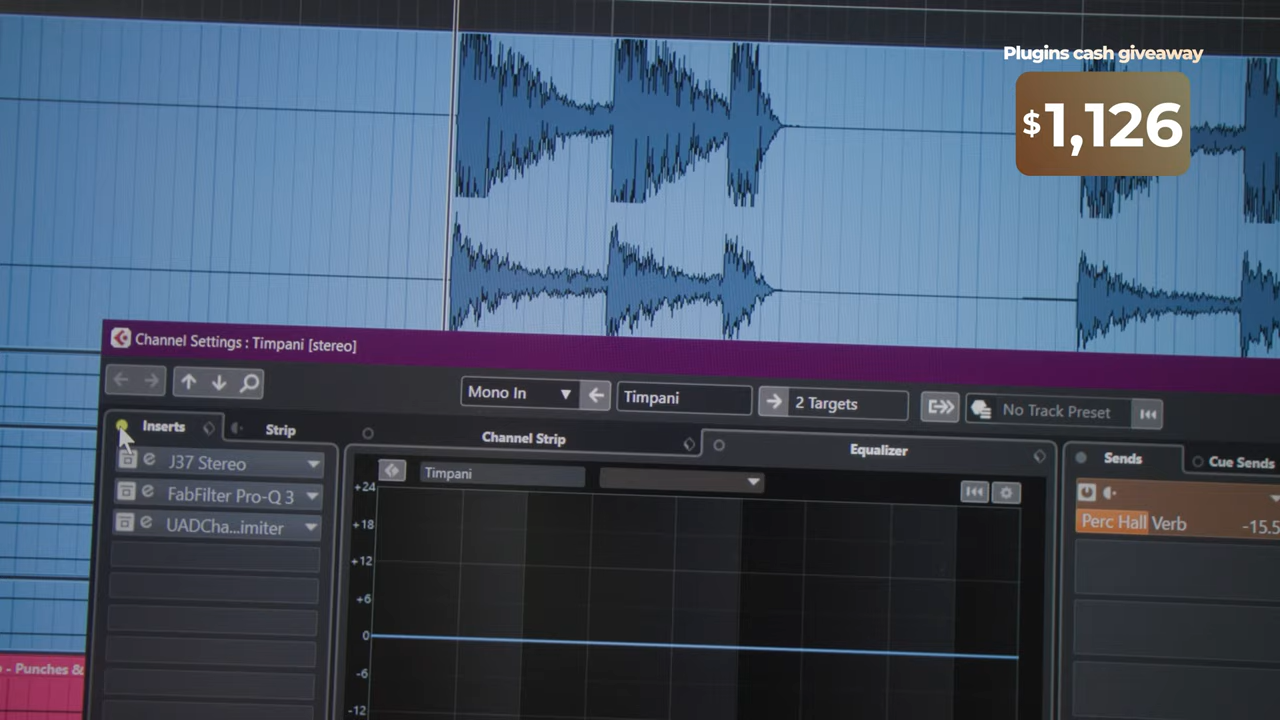 Plugins cash giveaway
$1,126
Channel Settings : Timpani [stereo]
Mono In
Timpani
2 Targets
No Track Preset
Inserts
Strip
Channel Strip
Equalizer
Sends
Cue Sends
J37 Stereo
FabFilter Pro-Q 3
UADCha...imiter
Timpani
Perc Hall Verb
-15.5
+24
+18
+12
+6
0
-6
-12
- Punches &